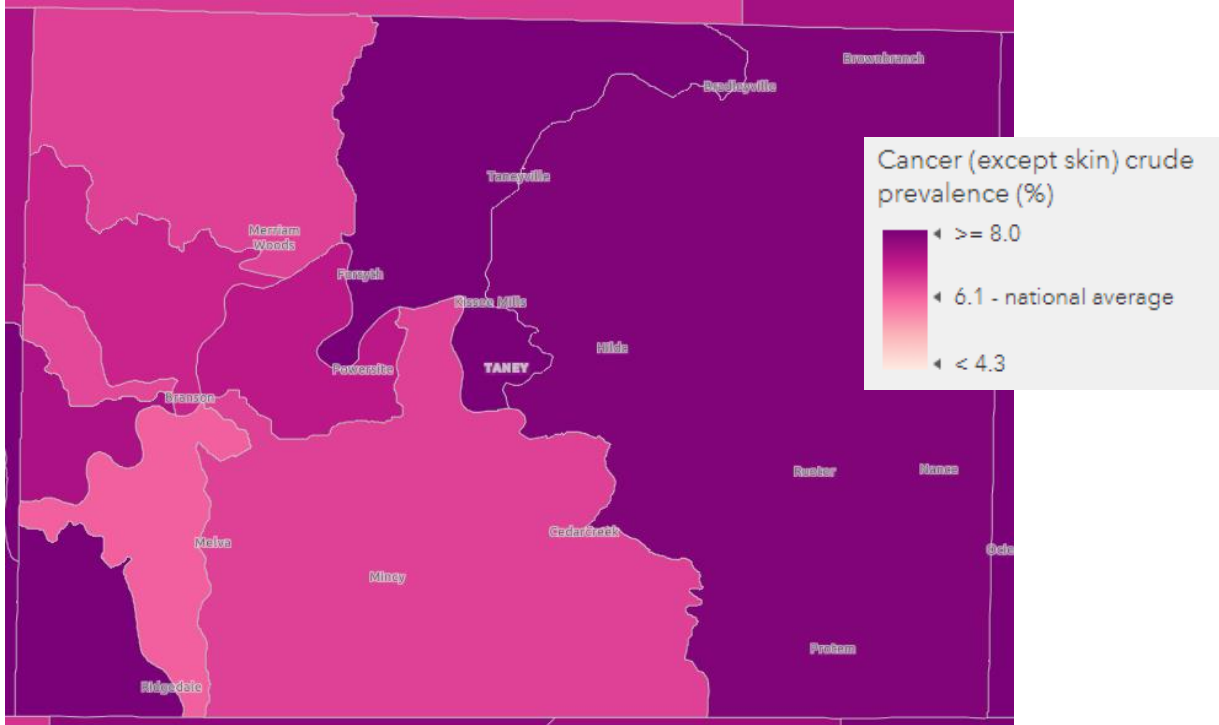 Brownbranch
Bradleyville
Cancer (except skin) crude
prevalence (%)
>= 8.0
6.1 - national average
< 4.3
Taneyville
Merriam
Woods
Forsyth
Kissee Mills
Hilda
Powersite
TANEY
Branson
Rueter
Nance
CedarCreek
Melva
Ocie
Mincy
Protem
Ridgedale